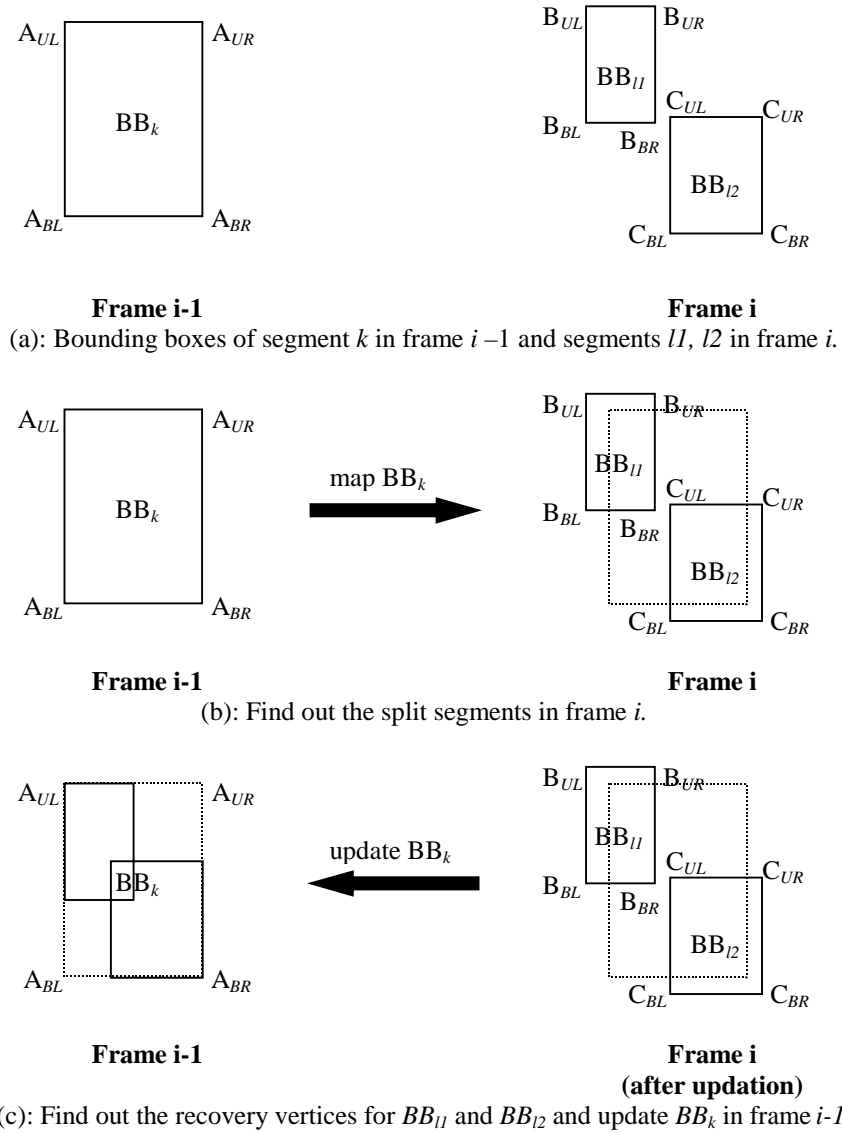 A_UL A_UR B_UL B_UR
BB_k BB_l1
C_UL C_UR
B_BL B_BR
BB_l2
A_BL A_BR C_BL C_BR
Frame i-1 Frame i
(a): Bounding boxes of segment k in frame i –1 and segments l1, l2 in frame i.
A_UL A_UR B_UL B_UR
map BB_k BB_l1
C_UL C_UR
BB_k B_BL B_BR
BB_l2
A_BL A_BR C_BL C_BR
Frame i-1 Frame i
(b): Find out the split segments in frame i.
A_UL A_UR B_UL B_UR
update BB_k BB_l1
C_UL C_UR
BB_k B_BL B_BR
BB_l2
A_BL A_BR C_BL C_BR
Frame i-1 Frame i
(after updation)
(c): Find out the recovery vertices for BB_l1 and BB_l2 and update BB_k in frame i-1